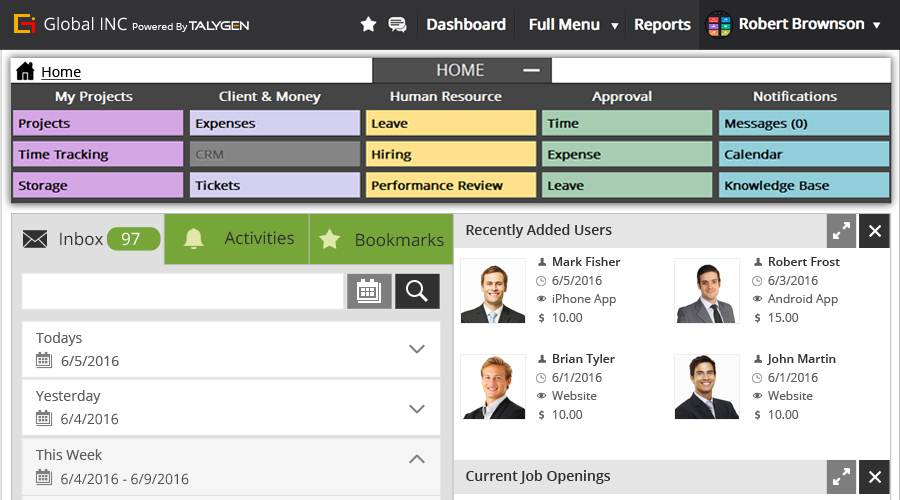 Global INC Powered By TALYGEN
Dashboard Full Menu Reports Robert Brownson
Home
HOME
My Projects Client & Money Human Resource Approval Notifications
Projects Expenses Leave Time Messages (0)
Time Tracking CRM Hiring Expense Calendar
Storage Tickets Performance Review Leave Knowledge Base
Inbox 97 Activities Bookmarks
Todays
6/5/2016
Yesterday
6/4/2016
This Week
6/4/2016 - 6/9/2016
Recently Added Users
Mark Fisher
6/5/2016
iPhone App
$ 10.00
Robert Frost
6/3/2016
Android App
$ 15.00
Brian Tyler
6/1/2016
Website
$ 10.00
John Martin
6/1/2016
Website
$ 10.00
Current Job Openings